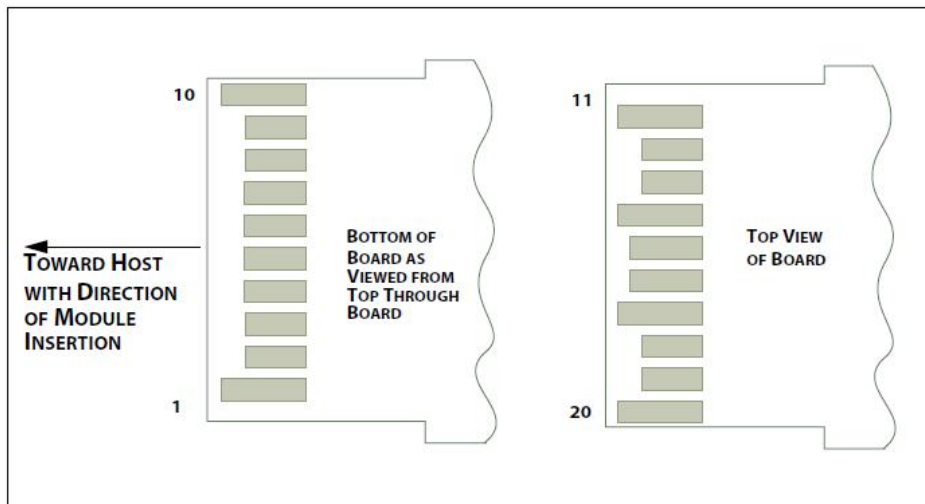 10
1
TOWARD HOST
WITH DIRECTION
OF MODULE
INSERTION
BOTTOM OF
BOARD AS
VIEWED FROM
TOP THROUGH
BOARD
11
20
TOP VIEW
OF BOARD